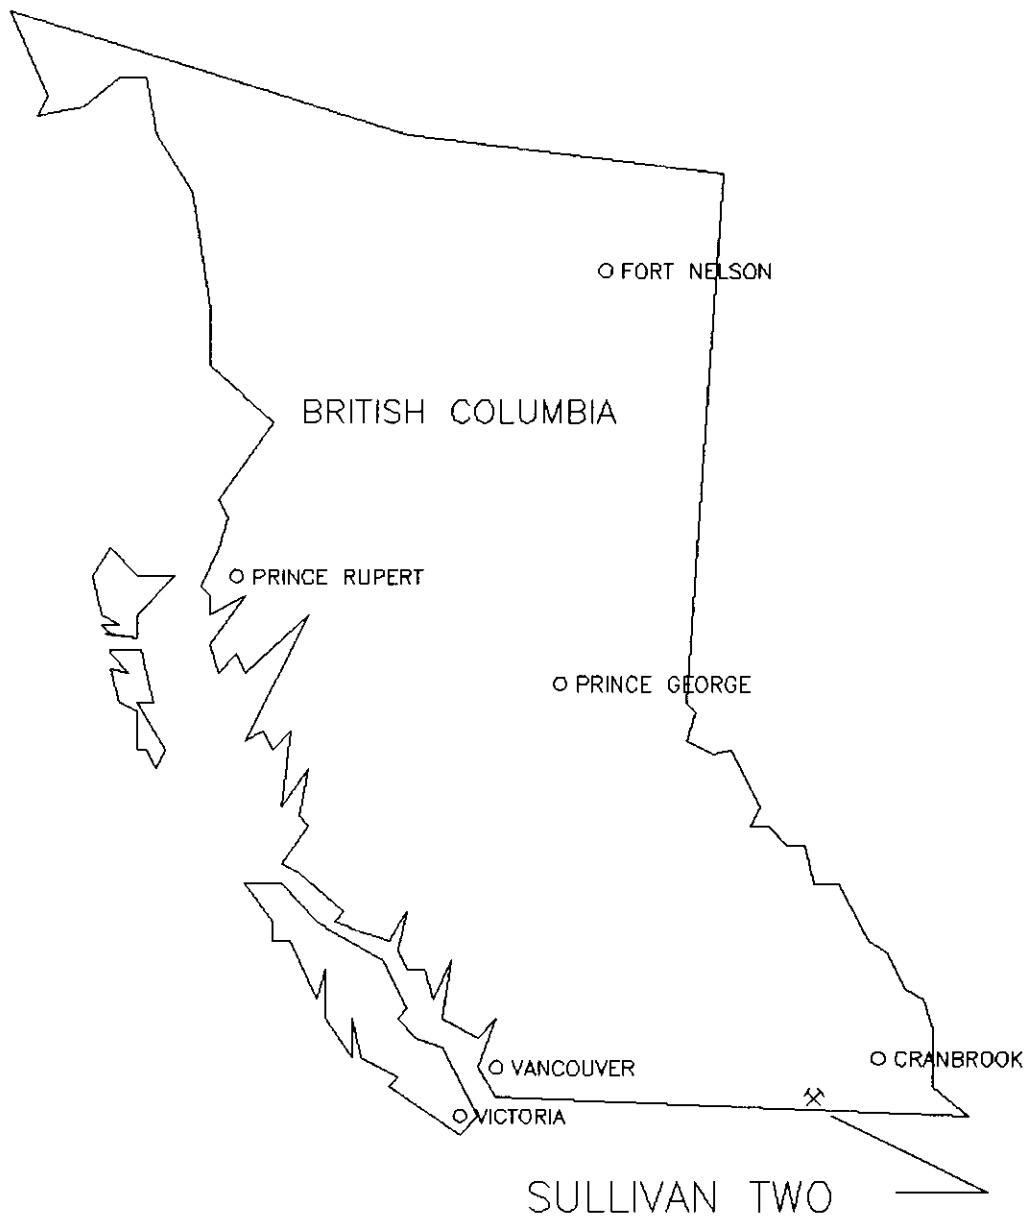 FORT NELSON
BRITISH COLUMBIA
PRINCE RUPERT
PRINCE GEORGE
CRANBROOK
VANCOUVER
VICTORIA
SULLIVAN TWO